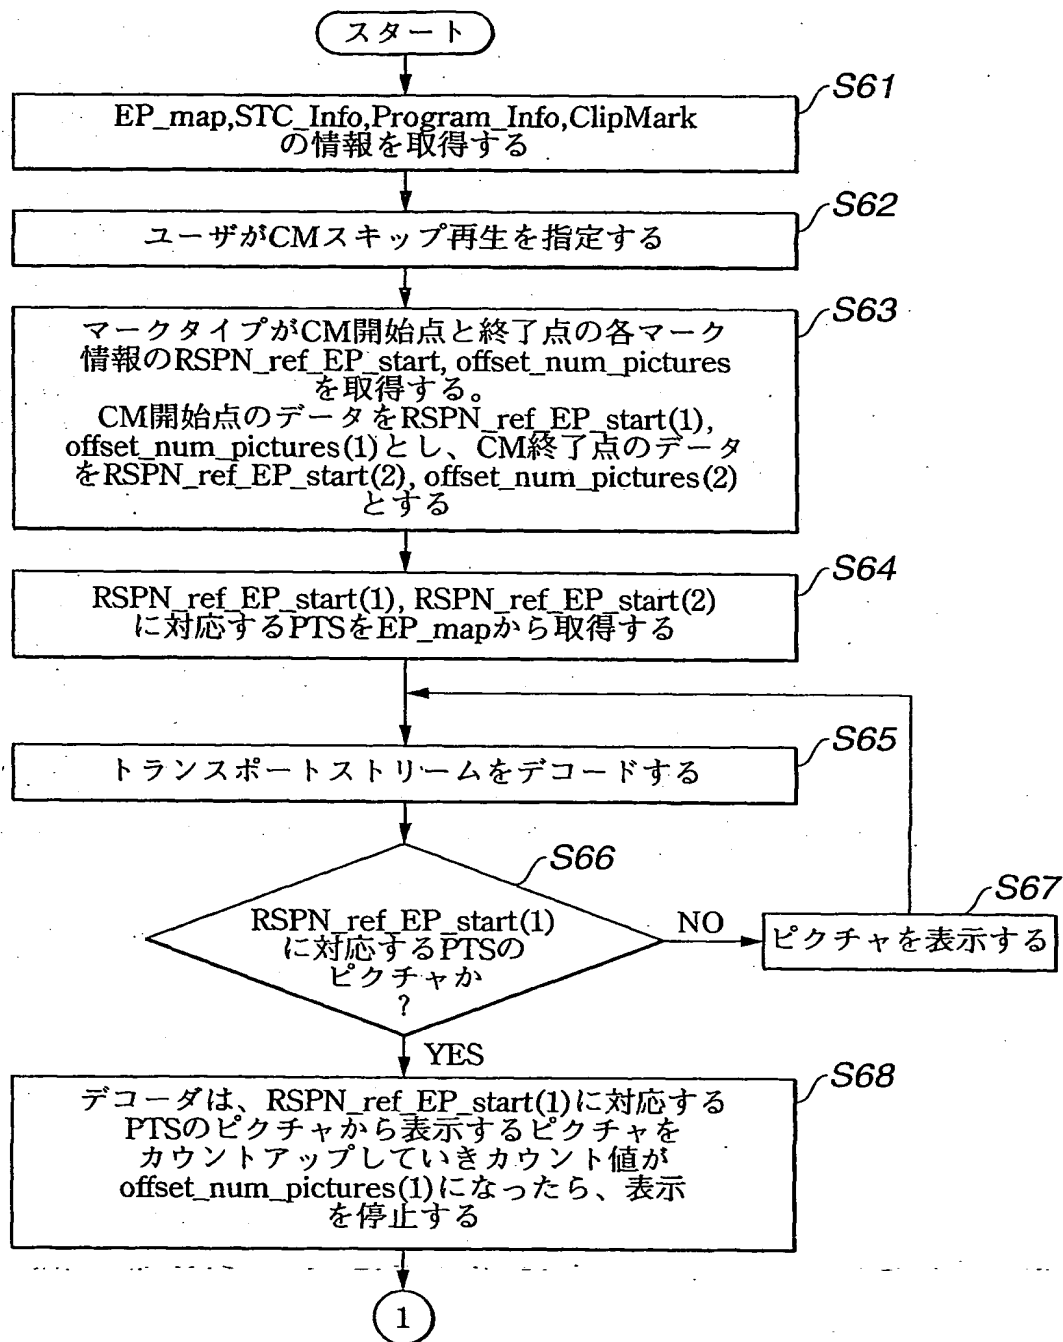 スタート
S61
EP_map,STC_Info,Program_Info,ClipMark
の情報を取得する
S62
ユーザがCMスキップ再生を指定する
S63
マークタイプがCM開始点と終了点の各マーク
情報のRSPN_ref_EP_start, offset_num_pictures
を取得する。
CM開始点のデータをRSPN_ref_EP_start(1),
offset_num_pictures(1)とし、CM終了点のデータ
をRSPN_ref_EP_start(2), offset_num_pictures(2)
とする
S64
RSPN_ref_EP_start(1), RSPN_ref_EP_start(2)
に対応するPTSをEP_mapから取得する
S65
トランスポートストリームをデコードする
S66
RSPN_ref_EP_start(1)
に対応するPTSの
ピクチャか
?
NO
S67
ピクチャを表示する
YES
S68
デコーダは、RSPN_ref_EP_start(1)に対応する
PTSのピクチャから表示するピクチャを
カウントアップしていきカウント値が
offset_num_pictures(1)になったら、表示
を停止する
1